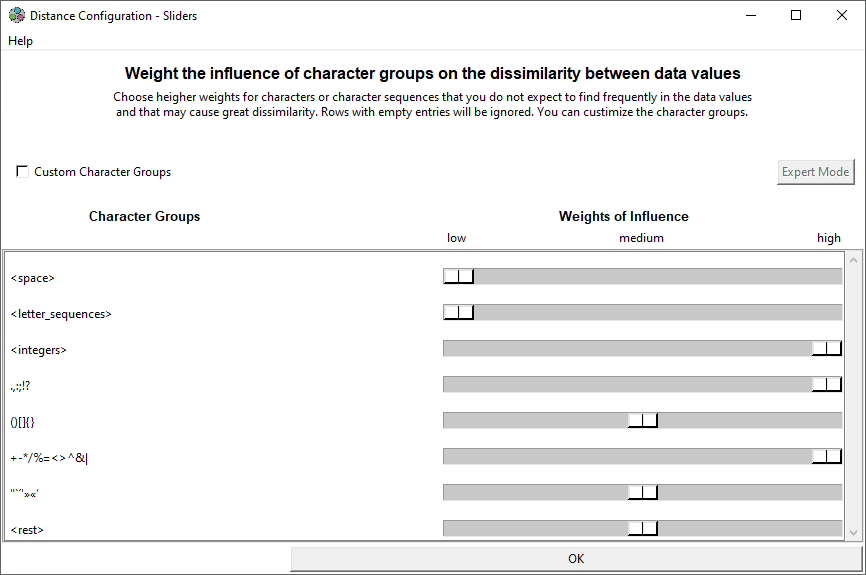 Distance Configuration - Sliders
Help
Weight the influence of character groups on the dissimilarity between data values
Choose heigher weights for characters or character sequences that you do not expect to find frequently in the data values
and that may cause great dissimilarity. Rows with empty entries will be ignored. You can custimize the character groups.
Custom Character Groups
Expert Mode
Character Groups
Weights of Influence
low medium high
<space>
<letter_sequences>
<integers>
.,:;!?
()[]{}
+-*/%=<>^&|
"`´'»«'
<rest>
OK